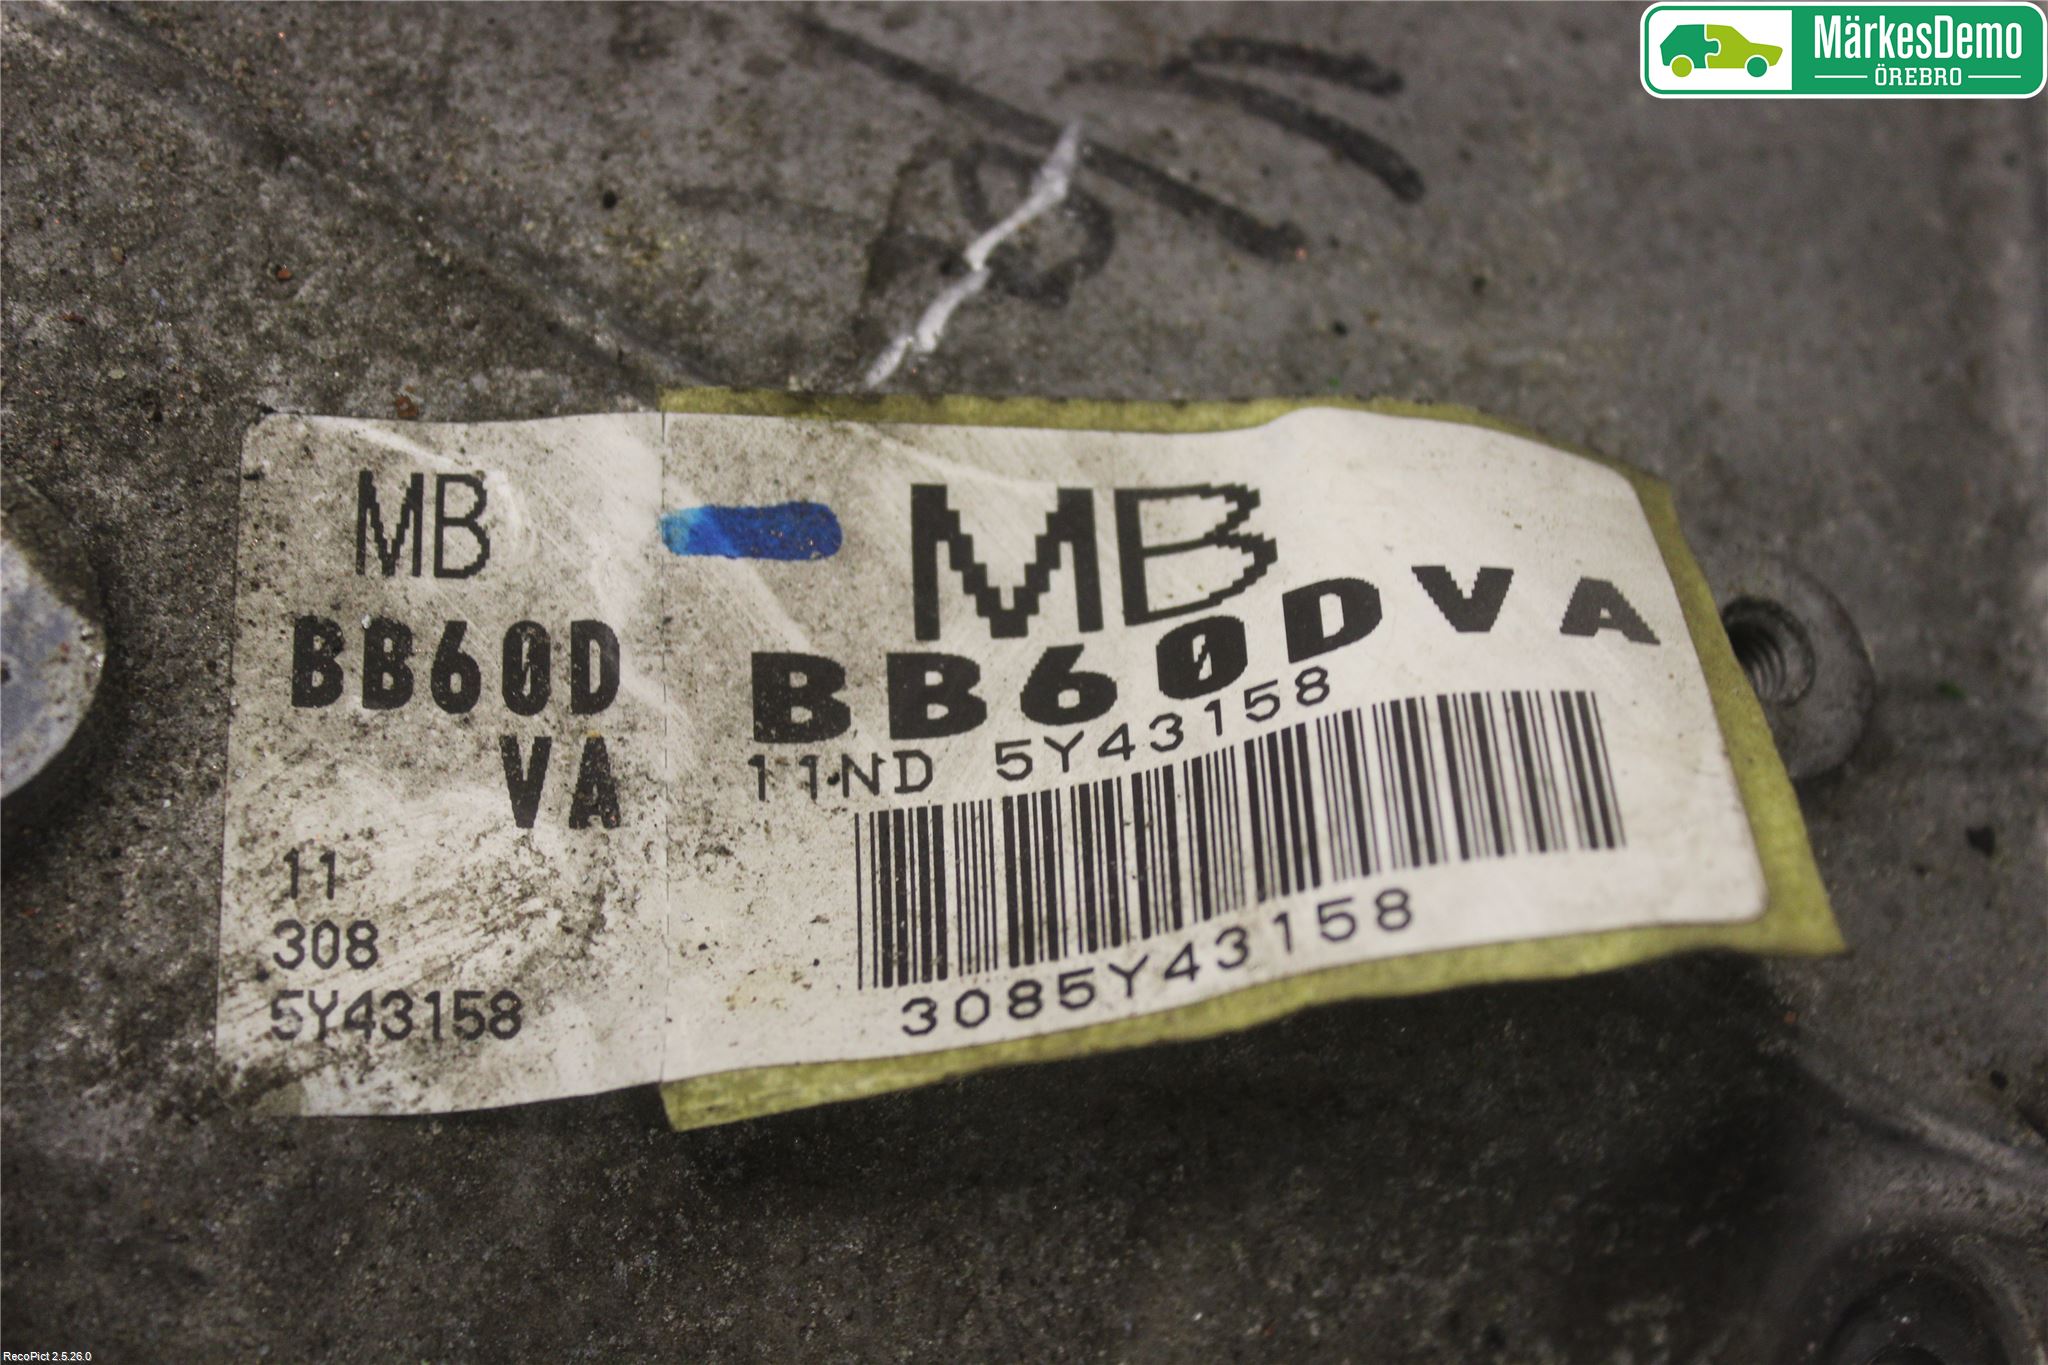 MärkesDemo
ÖREBRO
MB
BB60D
VA
11
308
5Y43158
MB
BB60DVA
11ND 5Y43158
3085Y43158
RecoPict 2.5.26.0